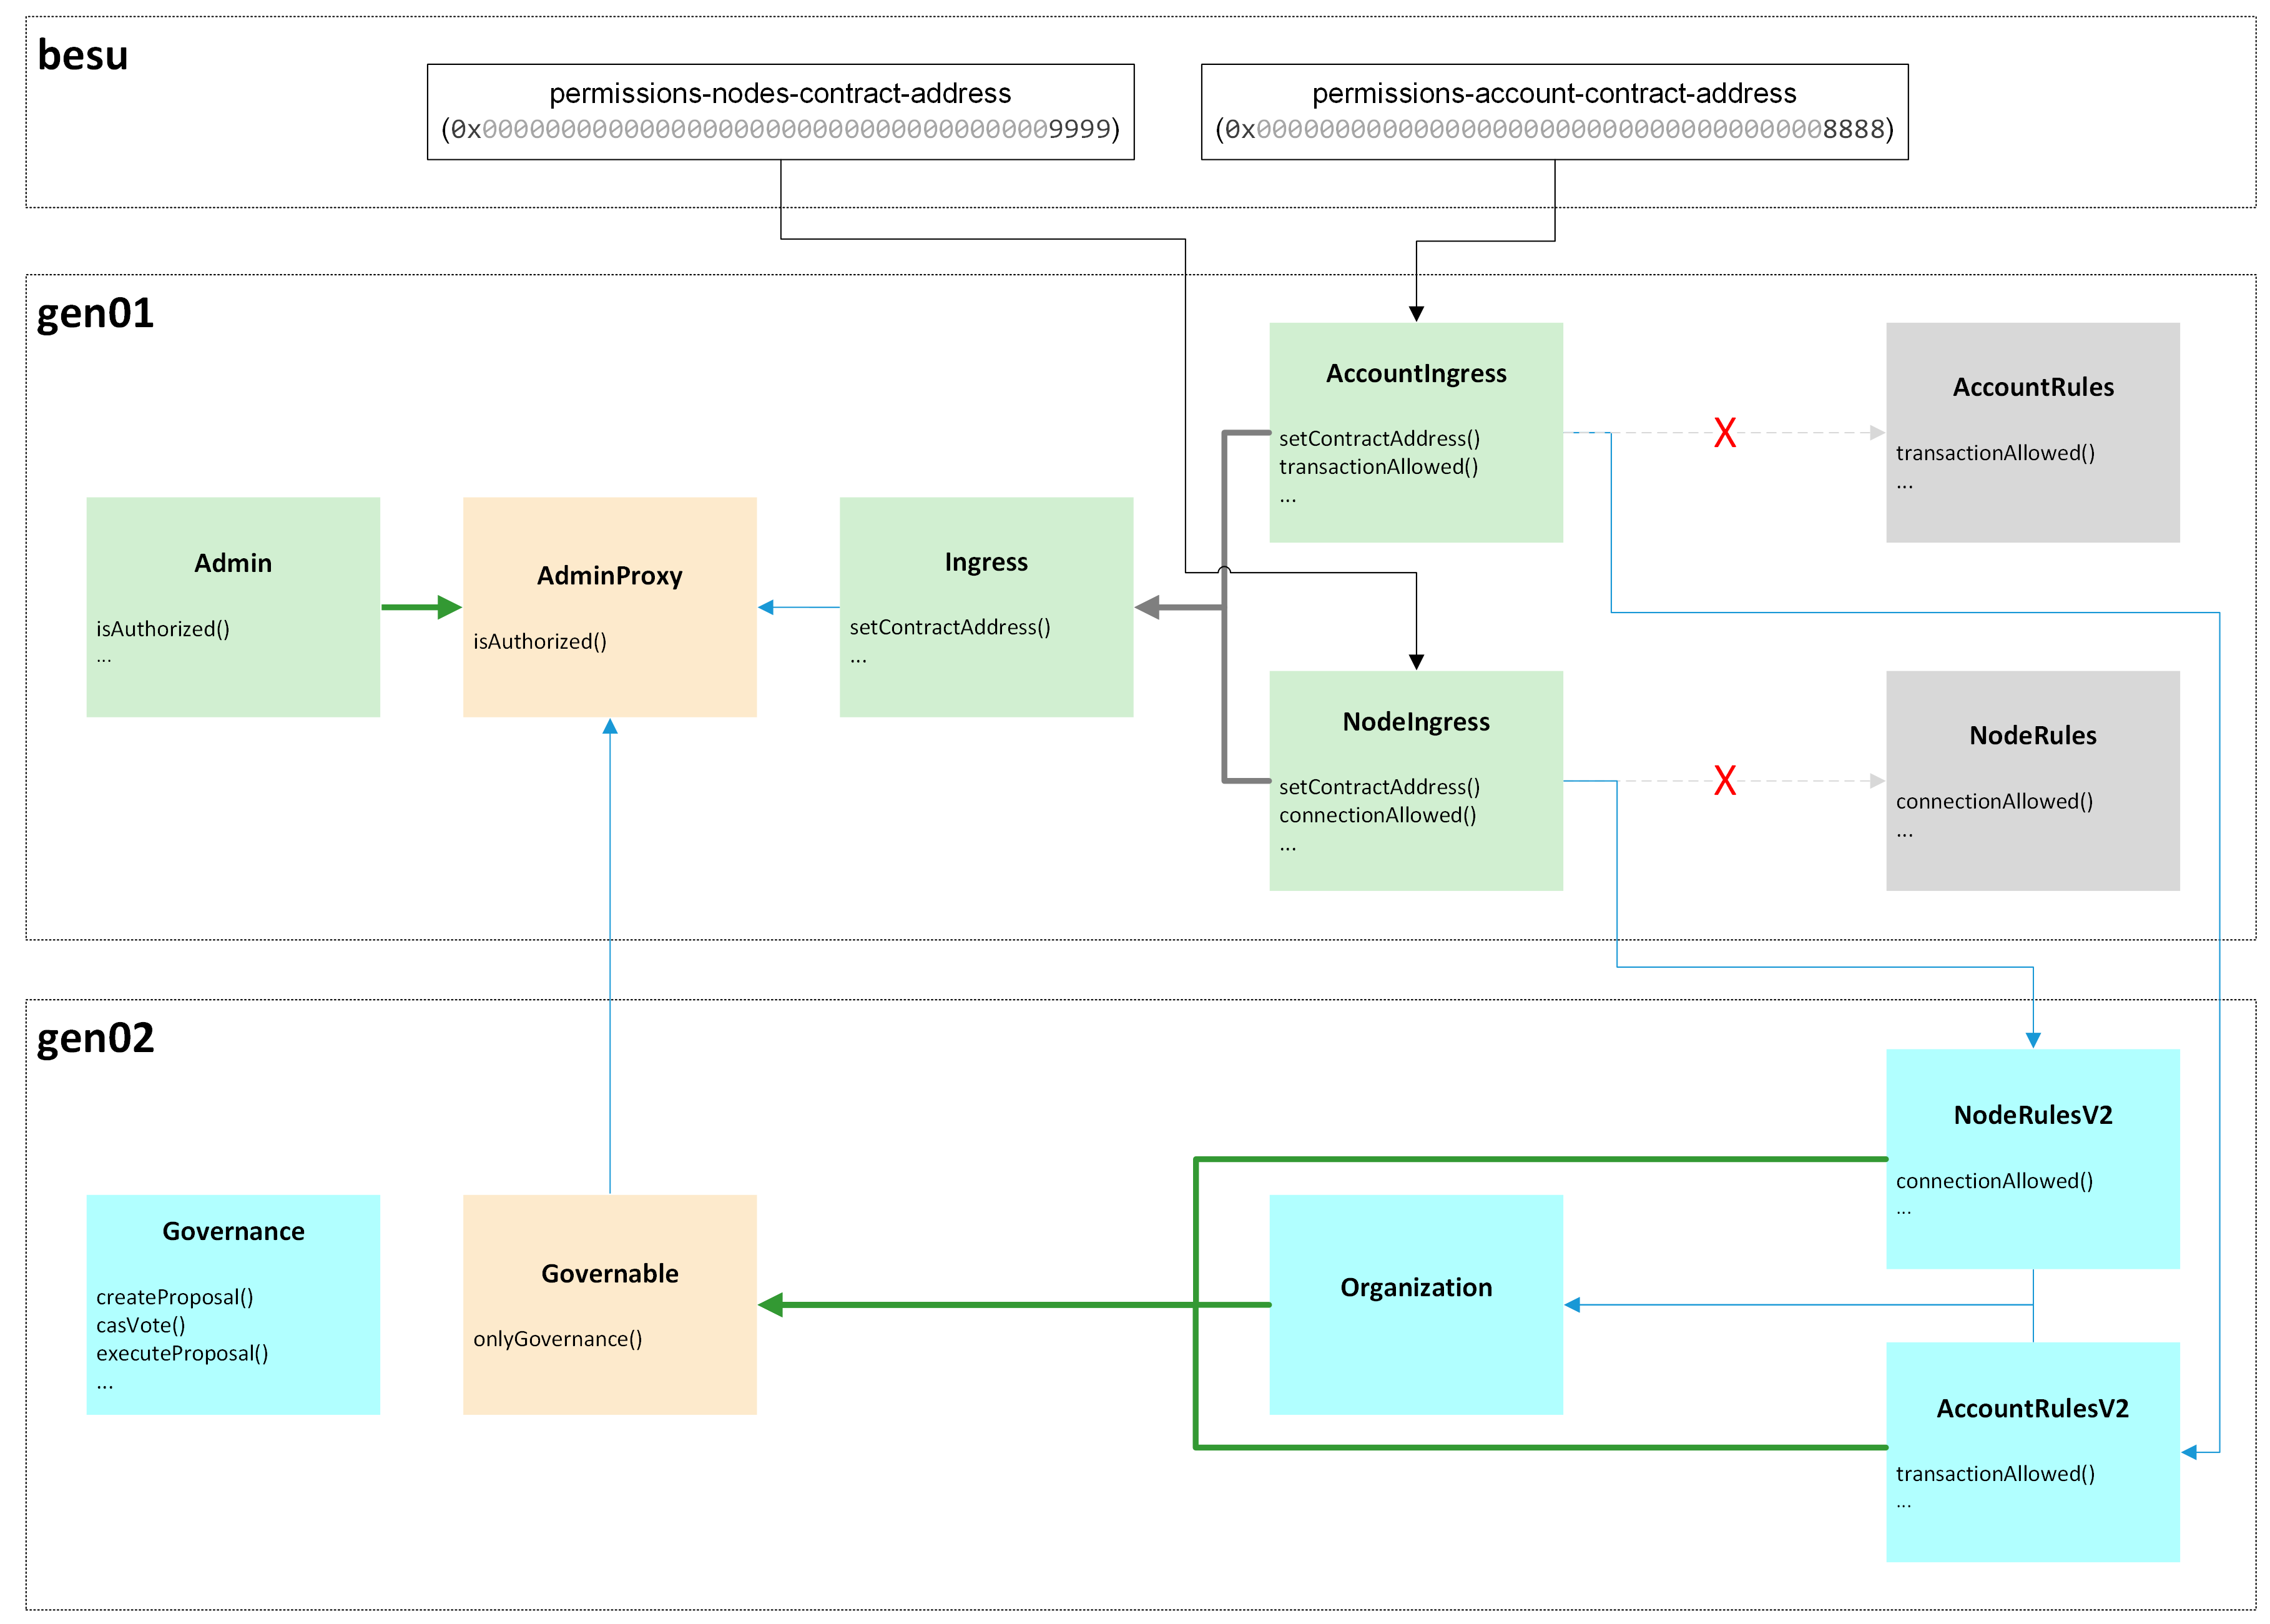 besu
permissions-nodes-contract-address
(0x0000000000000000000000000000000000009999)
permissions-account-contract-address
(0x0000000000000000000000000000000000008888)
gen01
AccountIngress
setContractAddress()
transactionAllowed()
...
X
AccountRules
transactionAllowed()
...
Admin
isAuthorized()
...
AdminProxy
isAuthorized()
Ingress
setContractAddress()
...
NodeIngress
setContractAddress()
connectionAllowed()
...
X
NodeRules
connectionAllowed()
...
gen02
NodeRulesV2
connectionAllowed()
...
Governance
createProposal()
casVote()
executeProposal()
...
Governable
onlyGovernance()
Organization
AccountRulesV2
transactionAllowed()
...